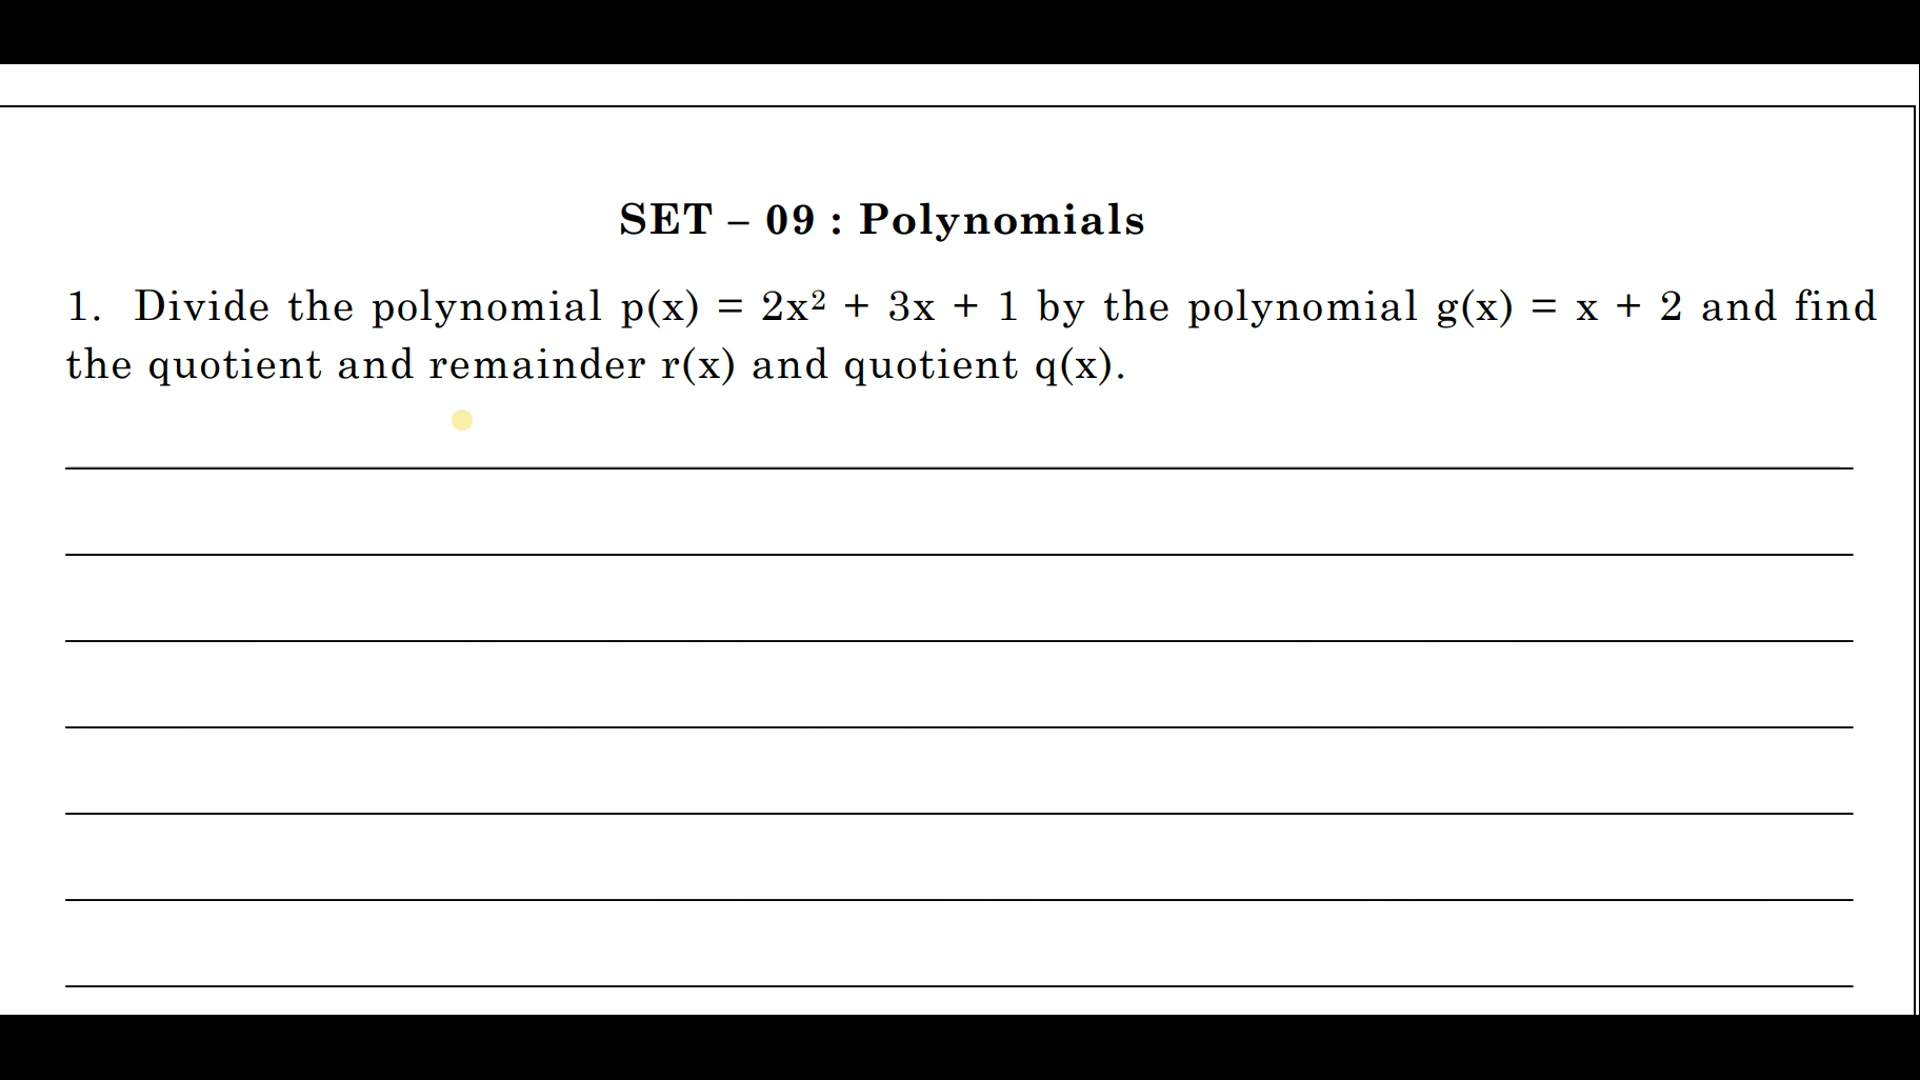 SET – 09 : Polynomials
1. Divide the polynomial p(x) = 2x² + 3x + 1 by the polynomial g(x) = x + 2 and find
the quotient and remainder r(x) and quotient q(x).